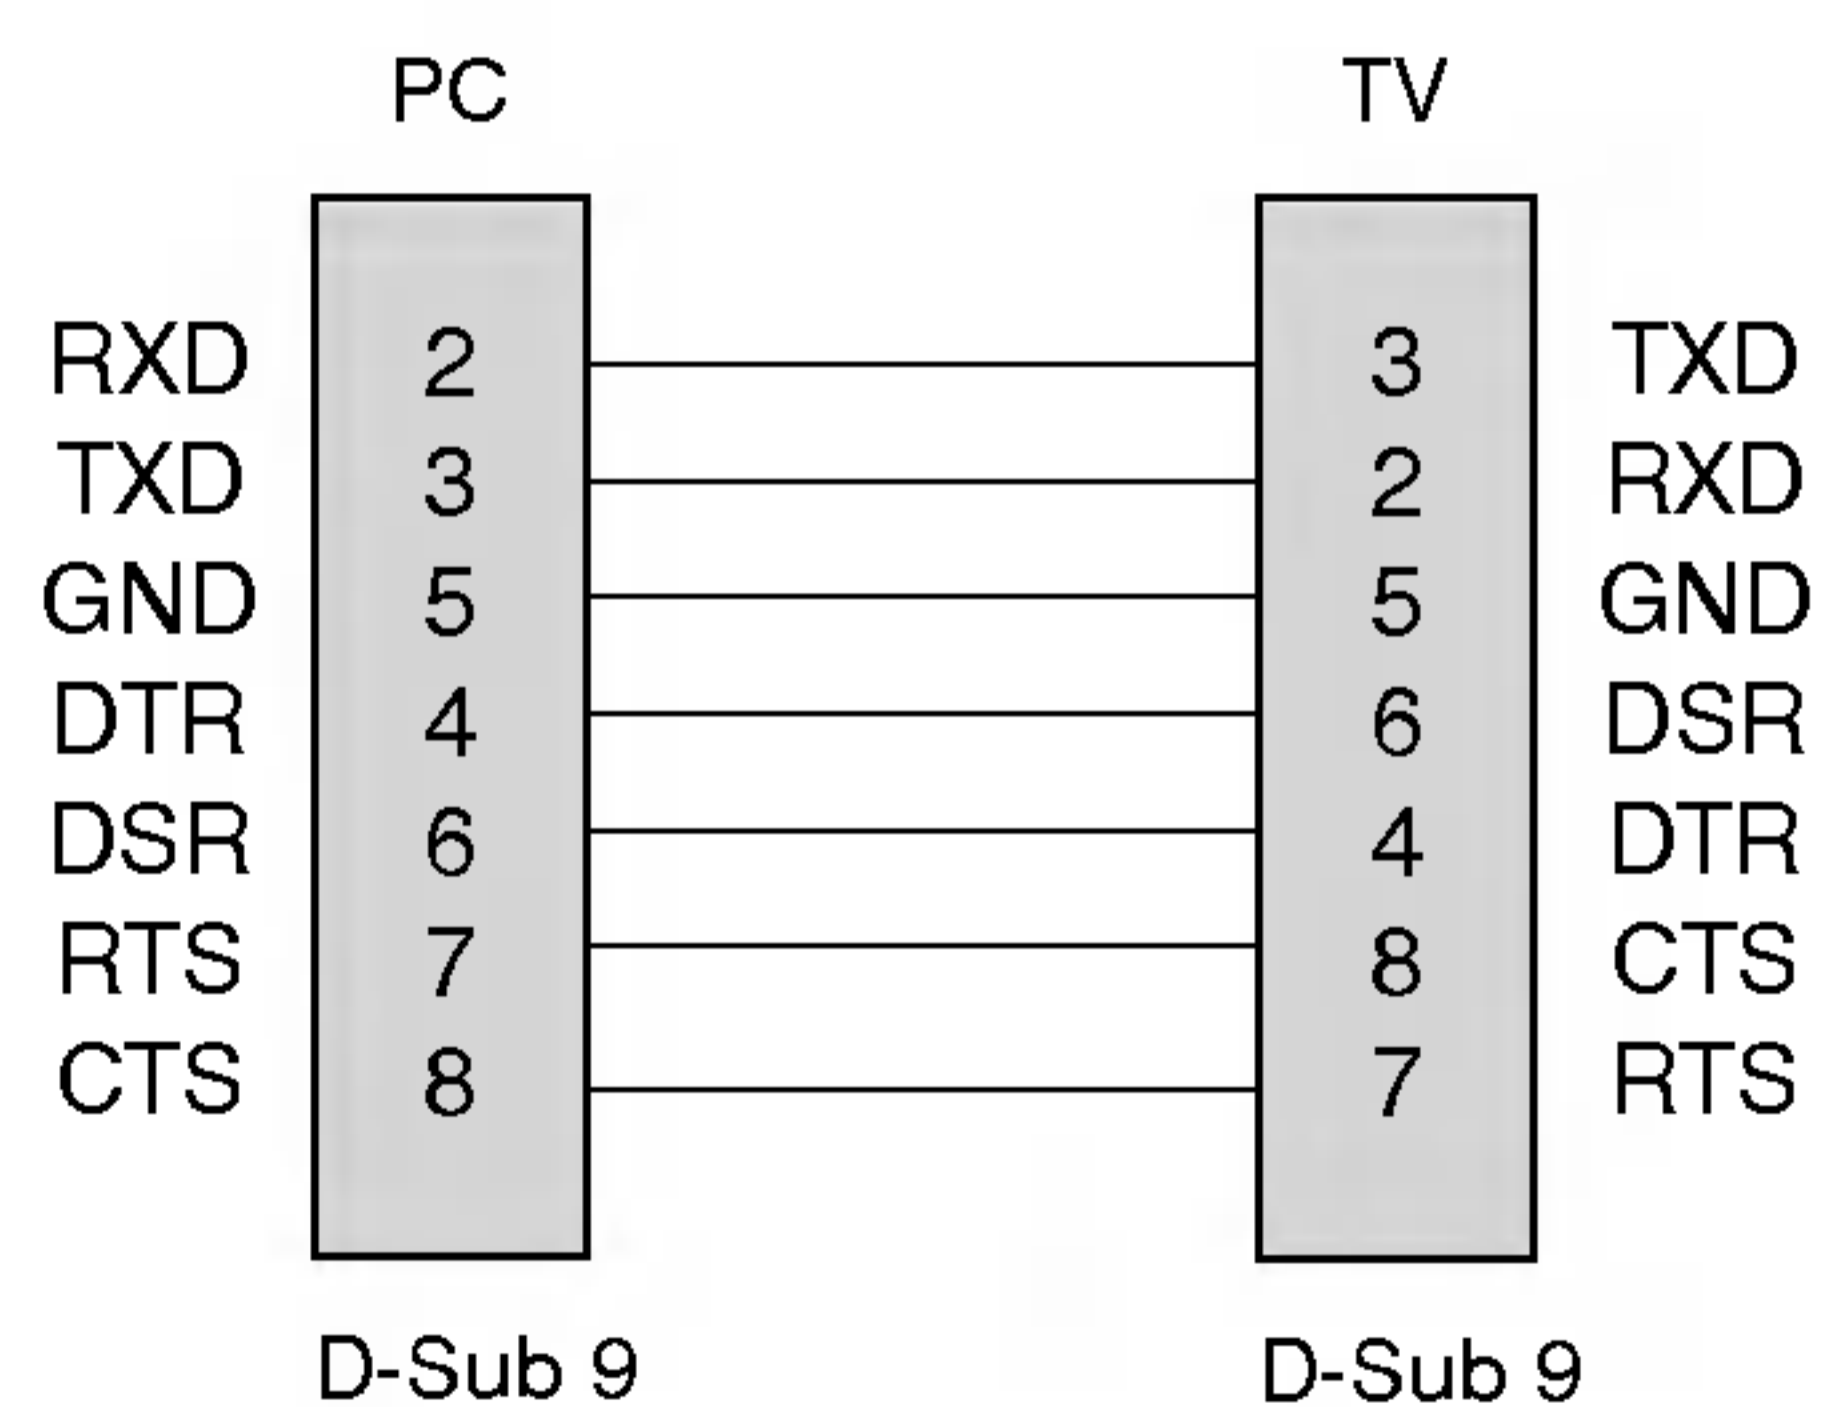 PC TV
RXD 2 3 TXD
TXD 3 2 RXD
GND 5 5 GND
DTR 4 6 DSR
DSR 6 4 DTR
RTS 7 8 CTS
CTS 8 7 RTS
D-Sub 9 D-Sub 9